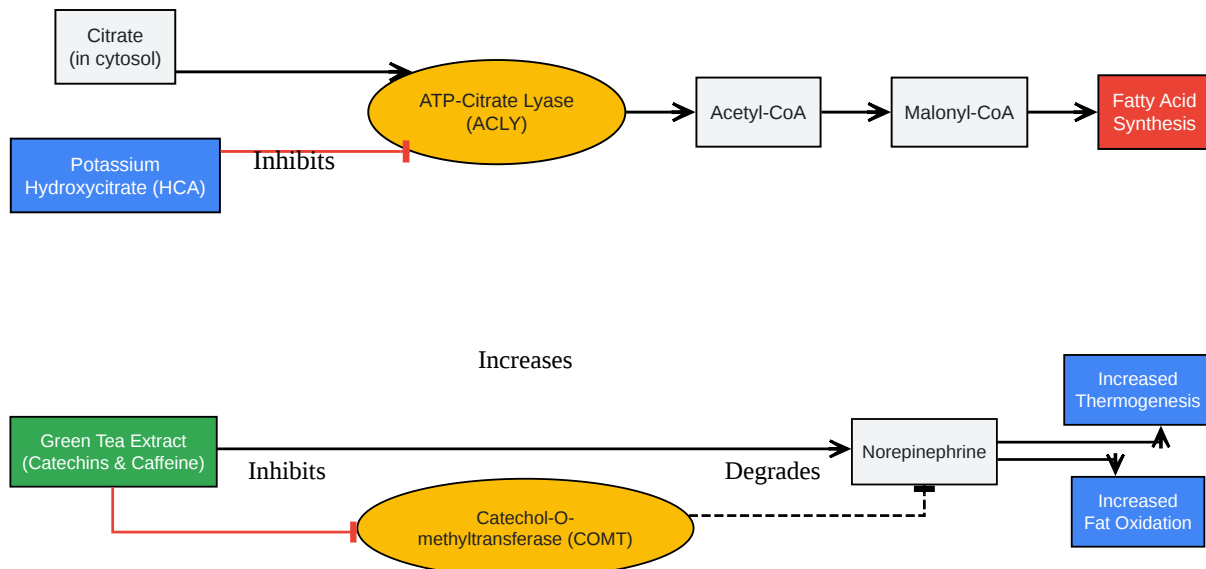 Citrate
(in cytosol)
ATP-Citrate Lyase
(ACLY)
Acetyl-CoA
Malonyl-CoA
Fatty Acid
Synthesis
Potassium
Hydroxycitrate (HCA)
Inhibits
Increases
Green Tea Extract
(Catechins & Caffeine)
Inhibits
Degrades
Norepinephrine
Increased
Thermogenesis
Increased
Fat Oxidation
Catechol-O-
methyltransferase (COMT)